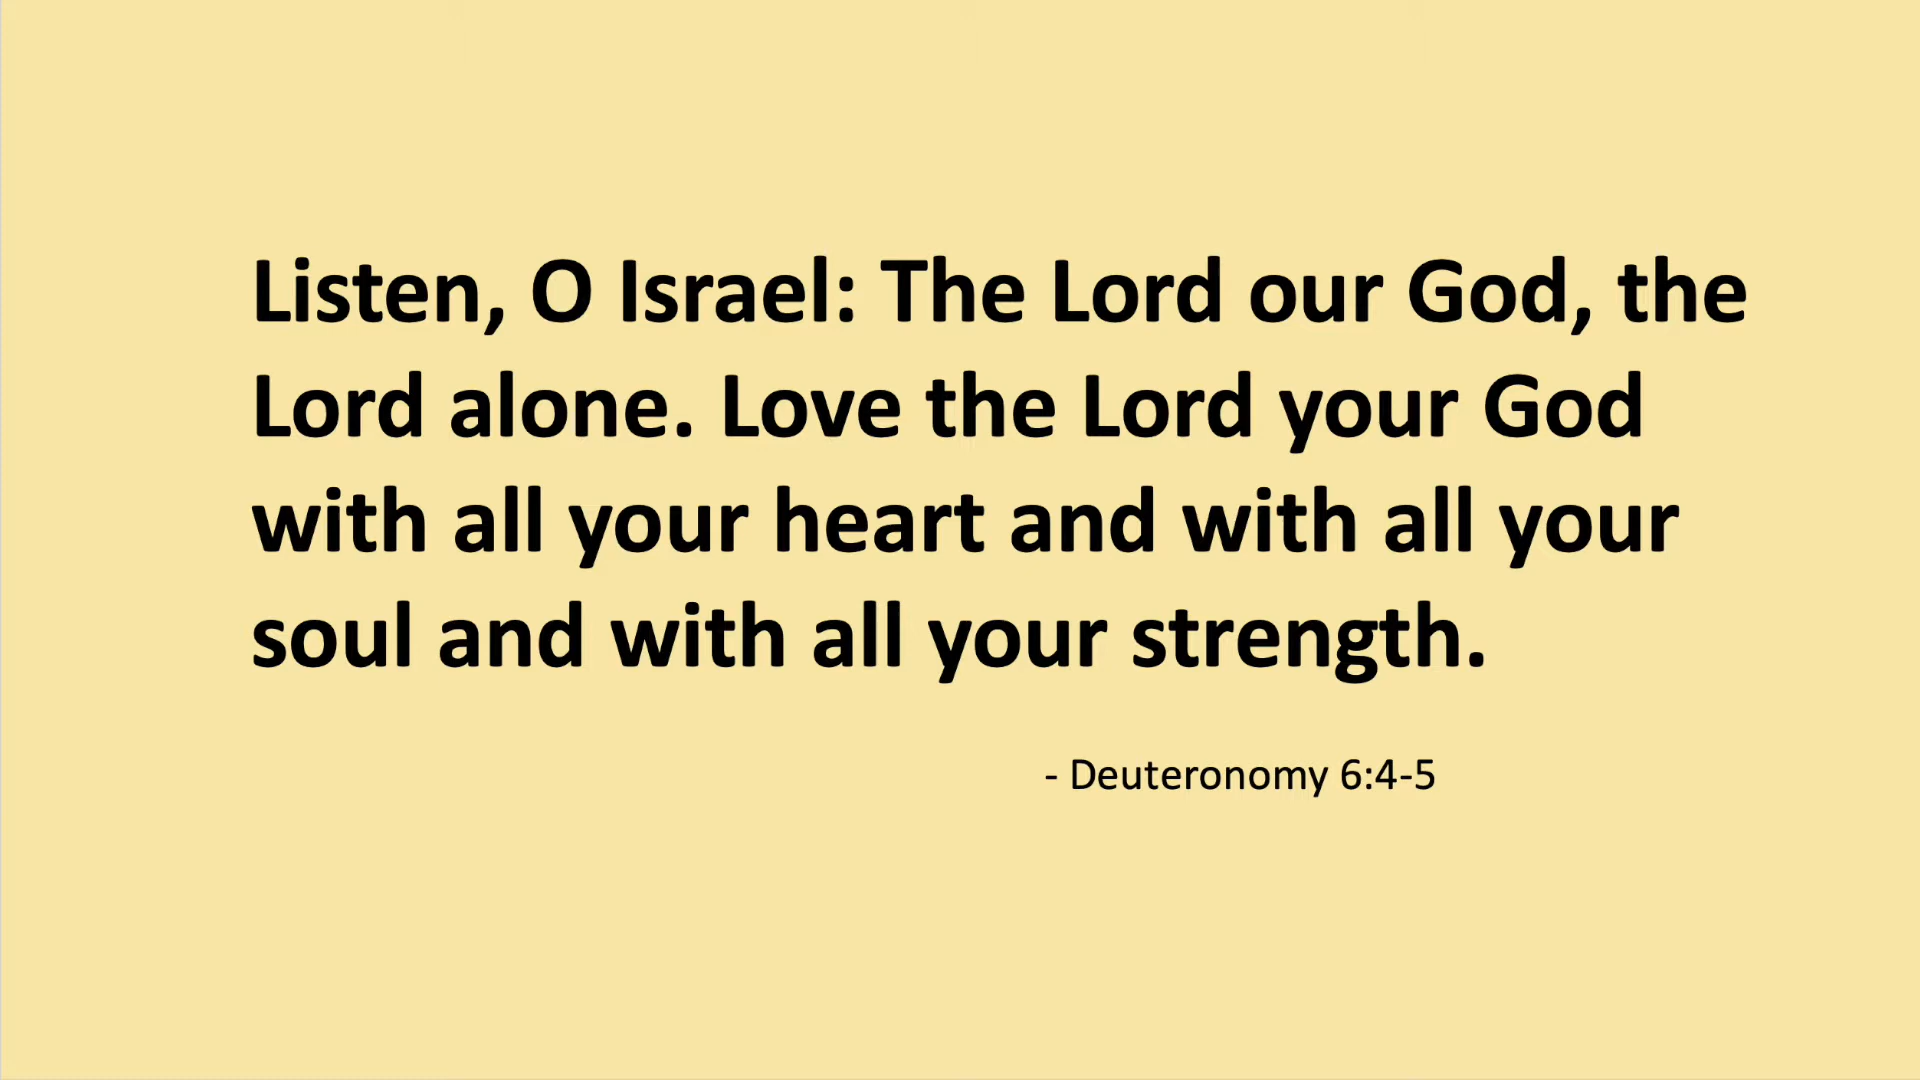 Listen, O Israel: The Lord our God, the
Lord alone. Love the Lord your God
with all your heart and with all your
soul and with all your strength.
- Deuteronomy 6:4-5